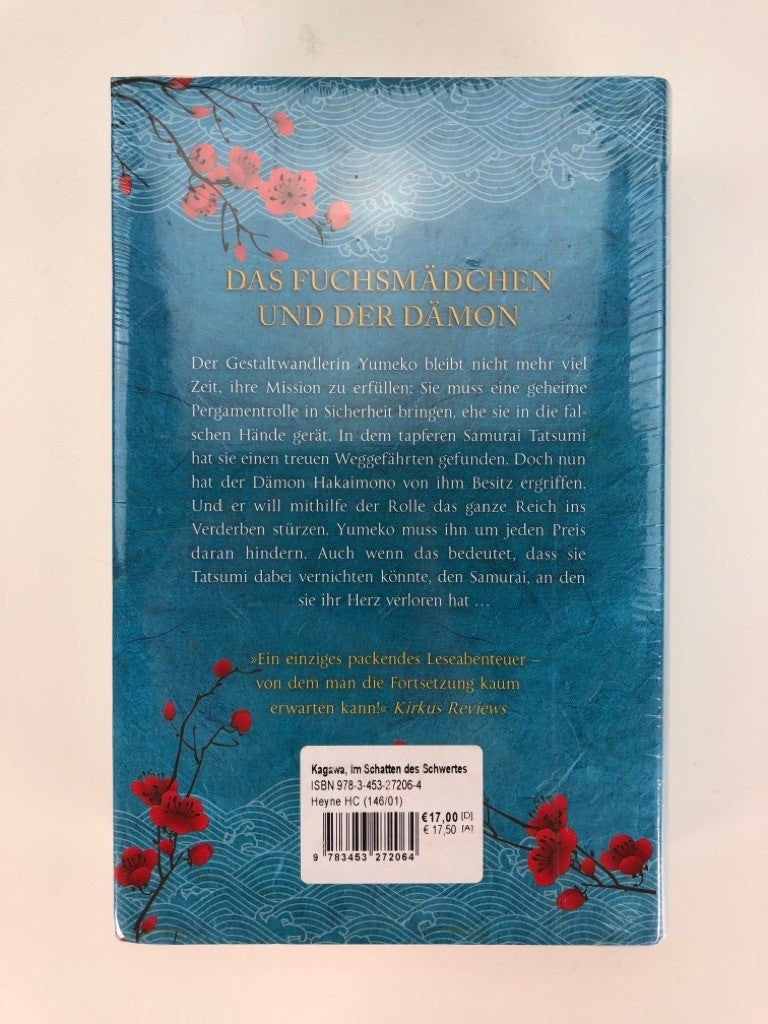 DAS FUCHSMÄDCHEN
UND DER DÄMON
Der Gestaltwandlerin Yumeko bleibt nicht mehr viel
Zeit, ihre Mission zu erfüllen: Sie muss eine geheime
Pergamentrolle in Sicherheit bringen, ehe sie in die fal-
schen Hände gerät. In dem tapferen Samurai Tatsumi
hat sie einen treuen Weggefährten gefunden. Doch nun
hat der Dämon Hakaimono von ihm Besitz ergriffen.
Und er will mithilfe der Rolle das ganze Reich ins
Verderben stürzen. Yumeko muss ihn um jeden Preis
daran hindern. Auch wenn das bedeutet, dass sie
Tatsumi dabei vernichten könnte, den Samurai, an den
sie ihr Herz verloren hat …
»Ein einziges packendes Leseabenteuer –
von dem man die Fortsetzung kaum
erwarten kann!« Kirkus Reviews
Kagawa, Im Schatten des Schwertes
ISBN 978-3-453-27206-4
Heyne HC (146/01)
€ 17,00 [D]
€ 17,50 [A]
9 783453 272064